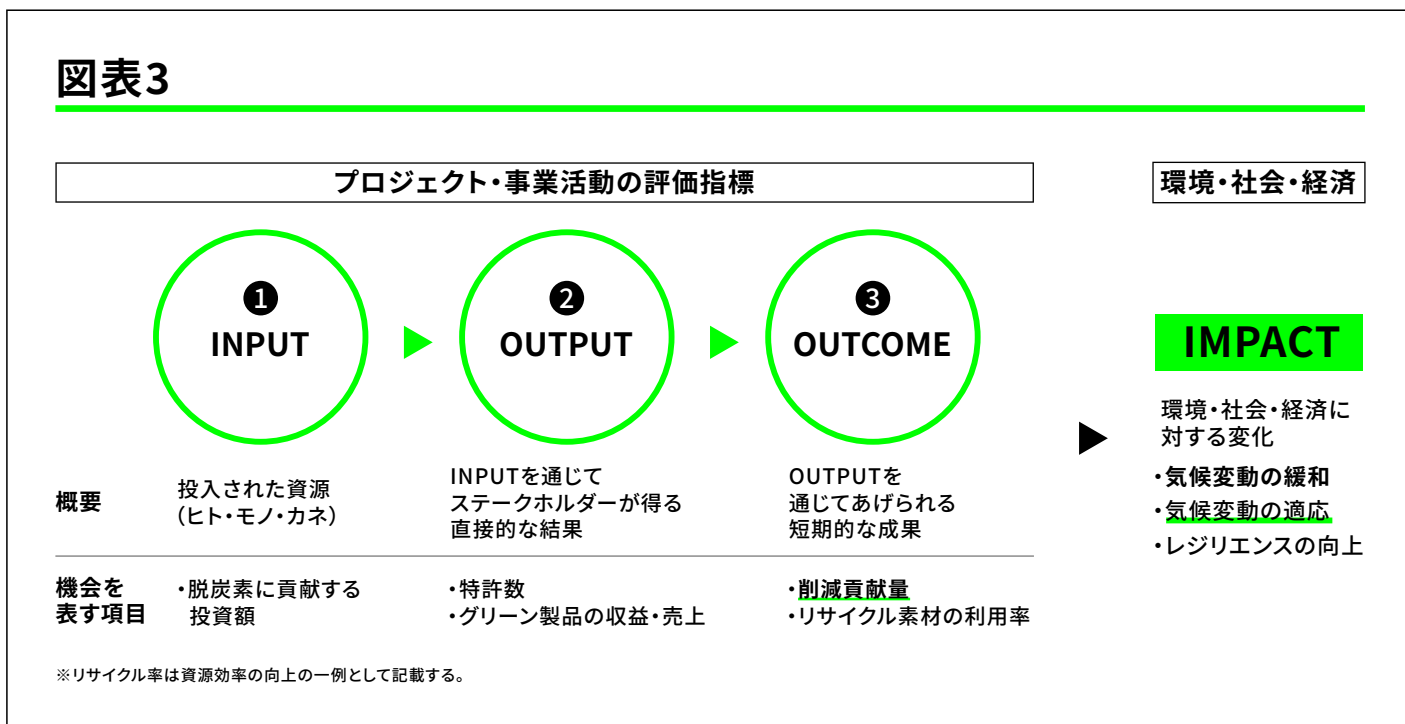 図表3
プロジェクト・事業活動の評価指標
環境・社会・経済
❶
INPUT
❷
OUTPUT
❸
OUTCOME
IMPACT
概要
投入された資源
（ヒト・モノ・カネ）
INPUTを通じて
ステークホルダーが得る
直接的な結果
OUTPUTを
通じてあげられる
短期的な成果
機会を
表す項目
・脱炭素に貢献する
投資額
・特許数
・グリーン製品の収益・売上
・削減貢献量
・リサイクル素材の利用率
環境・社会・経済に
対する変化
・気候変動の緩和
・気候変動の適応
・レジリエンスの向上
※リサイクル率は資源効率の向上の一例として記載する。